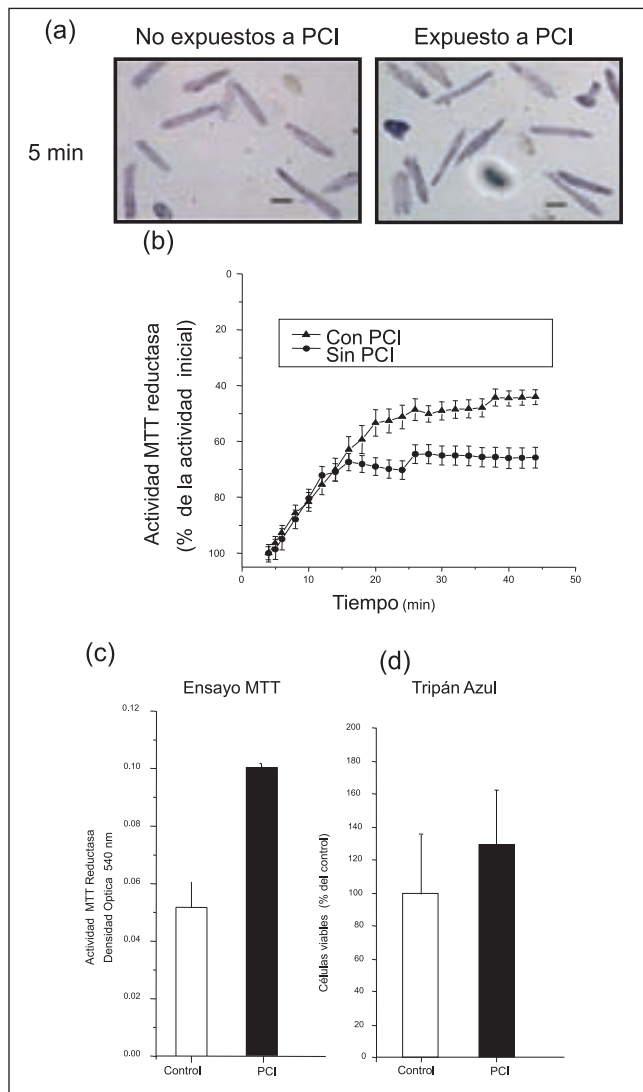 (a)
No expuestos a PCI
Expuesto a PCI
5 min
(b)
Actividad MTT reductasa
(% de la actividad inicial)
0
20
40
60
80
100
Con PCI
Sin PCI
0
10
20
30
40
50
Tiempo (min)
(c)
Ensayo MTT
Actividad MTT Reductasa
Densidad Optica 540 nm
0.12
0.10
0.08
0.06
0.04
0.02
0.00
Control
PCI
(d)
Tripán Azul
Células viables (% del control)
200
180
160
140
120
100
80
60
40
20
0
Control
PCI